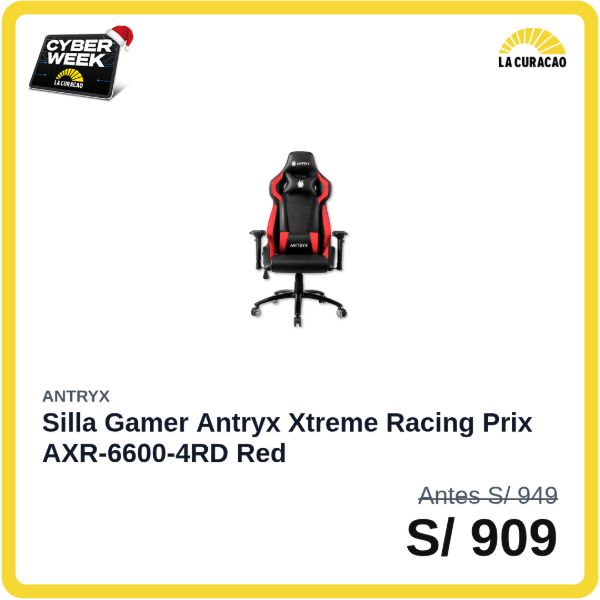 CYBER
WEEK
LA CURACAO
LA CURACAO
ANTRYX
ANTRYX
ANTRYX
Silla Gamer Antryx Xtreme Racing Prix
AXR-6600-4RD Red
Antes S/ 949
S/ 909